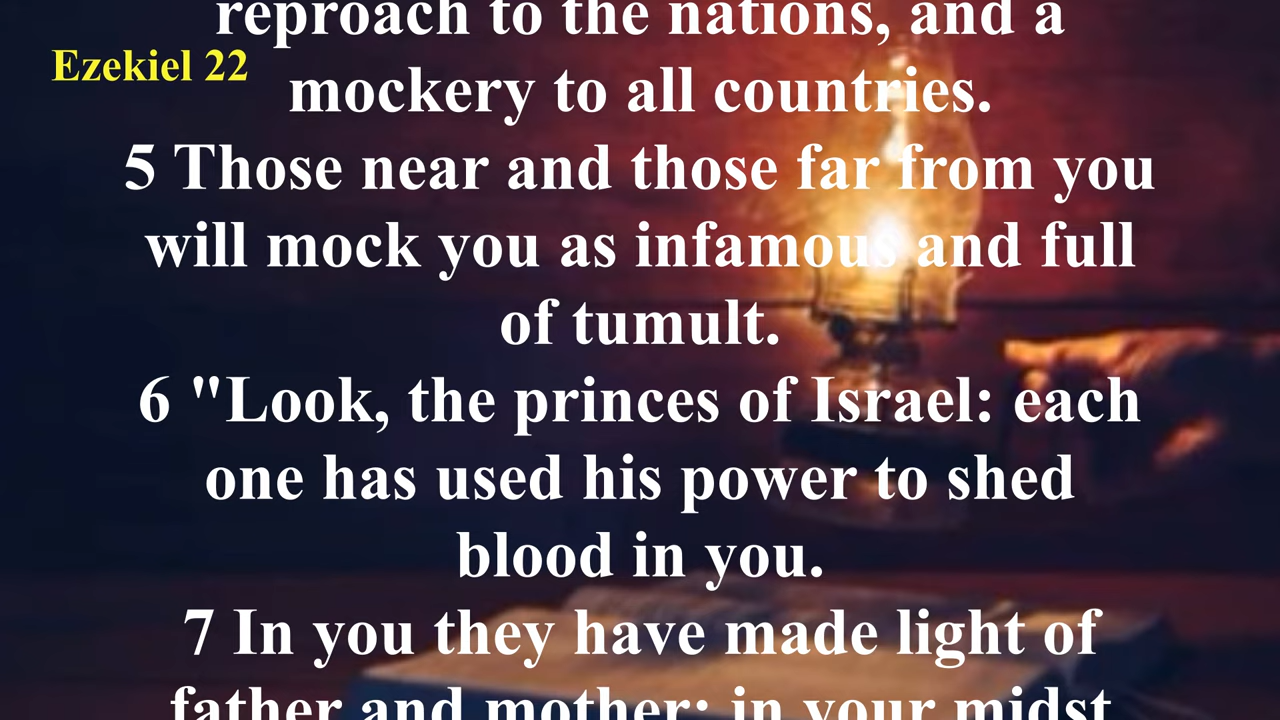 reproach to the nations, and a
Ezekiel 22
mockery to all countries.
5 Those near and those far from you
will mock you as infamous and full
of tumult.
6 "Look, the princes of Israel: each
one has used his power to shed
blood in you.
7 In you they have made light of
father and mother; in your midst